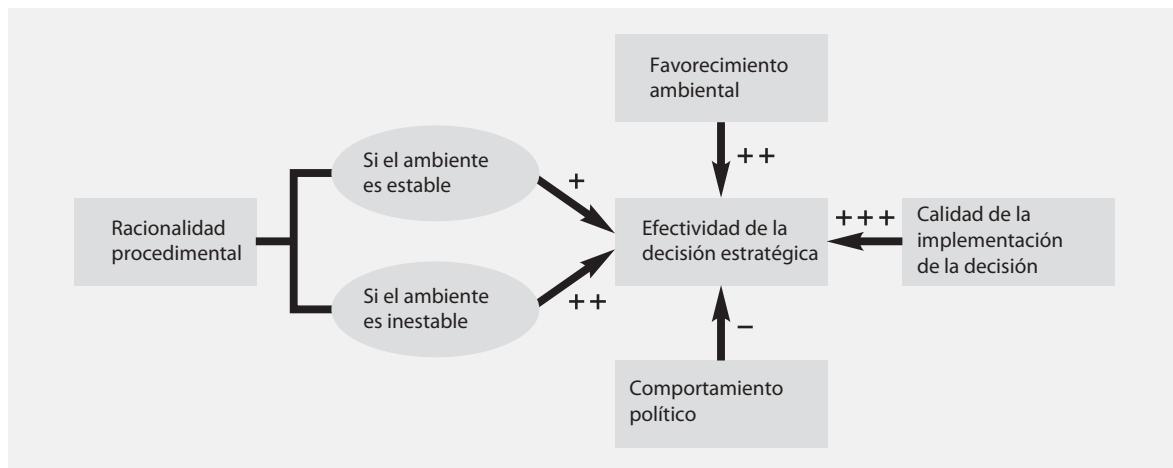 Favorecimiento
ambiental
++
Si el ambiente
es estable
+
Racionalidad
procedimental
Efectividad de la
decisión estratégica
+++
Calidad de la
implementación
de la decisión
Si el ambiente
es inestable
++
−
Comportamiento
político